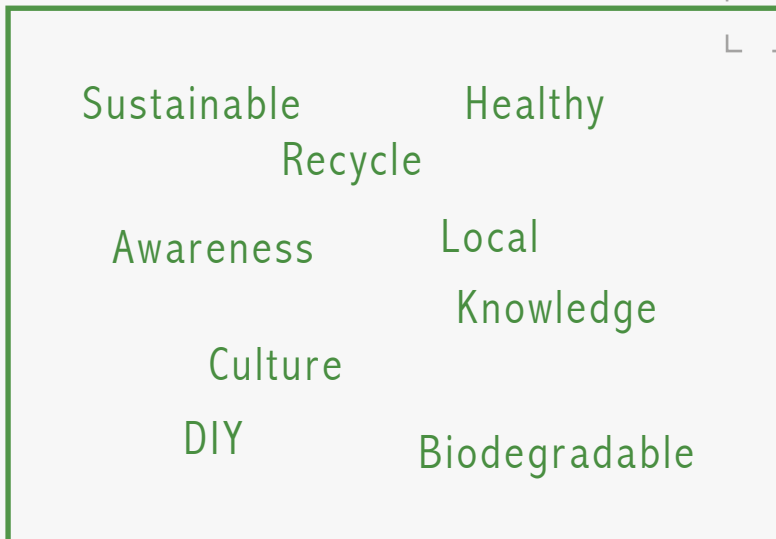 Sustainable
Healthy
Recycle
Awareness
Local
Knowledge
Culture
DIY
Biodegradable